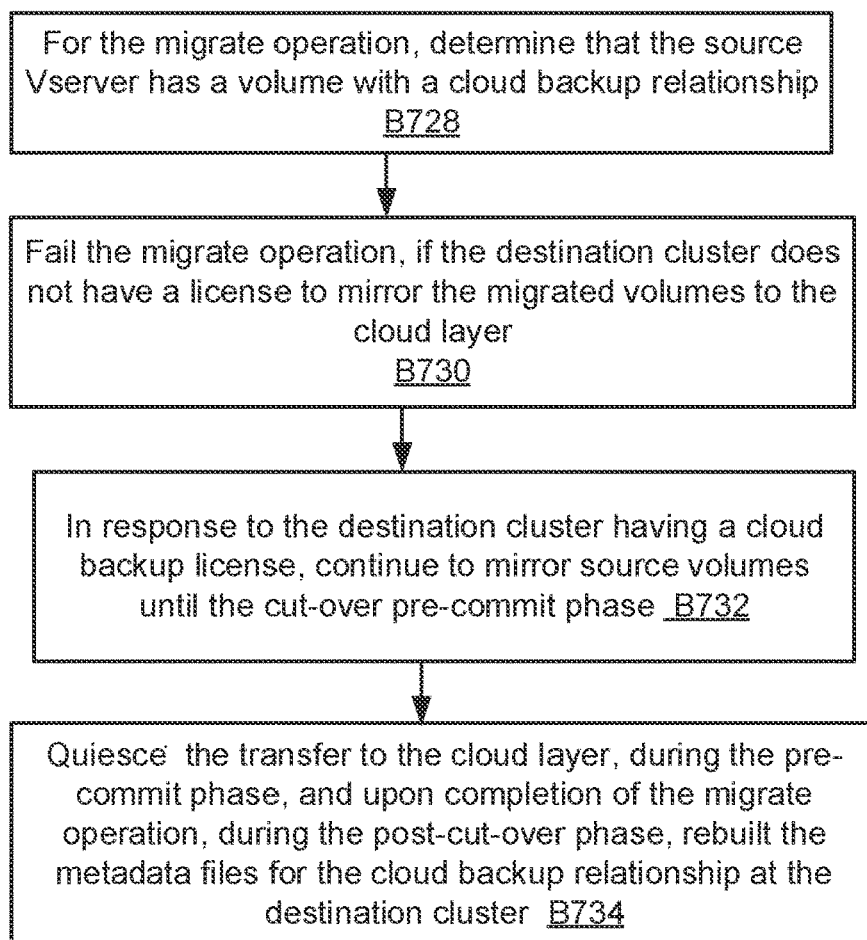 For the migrate operation, determine that the source
Vserver has a volume with a cloud backup relationship
B728
Fail the migrate operation, if the destination cluster does
not have a license to mirror the migrated volumes to the
cloud layer
B730
In response to the destination cluster having a cloud
backup license, continue to mirror source volumes
until the cut-over pre-commit phase B732
Quiesce the transfer to the cloud layer, during the pre-
commit phase, and upon completion of the migrate
operation, during the post-cut-over phase, rebuilt the
metadata files for the cloud backup relationship at the
destination cluster B734